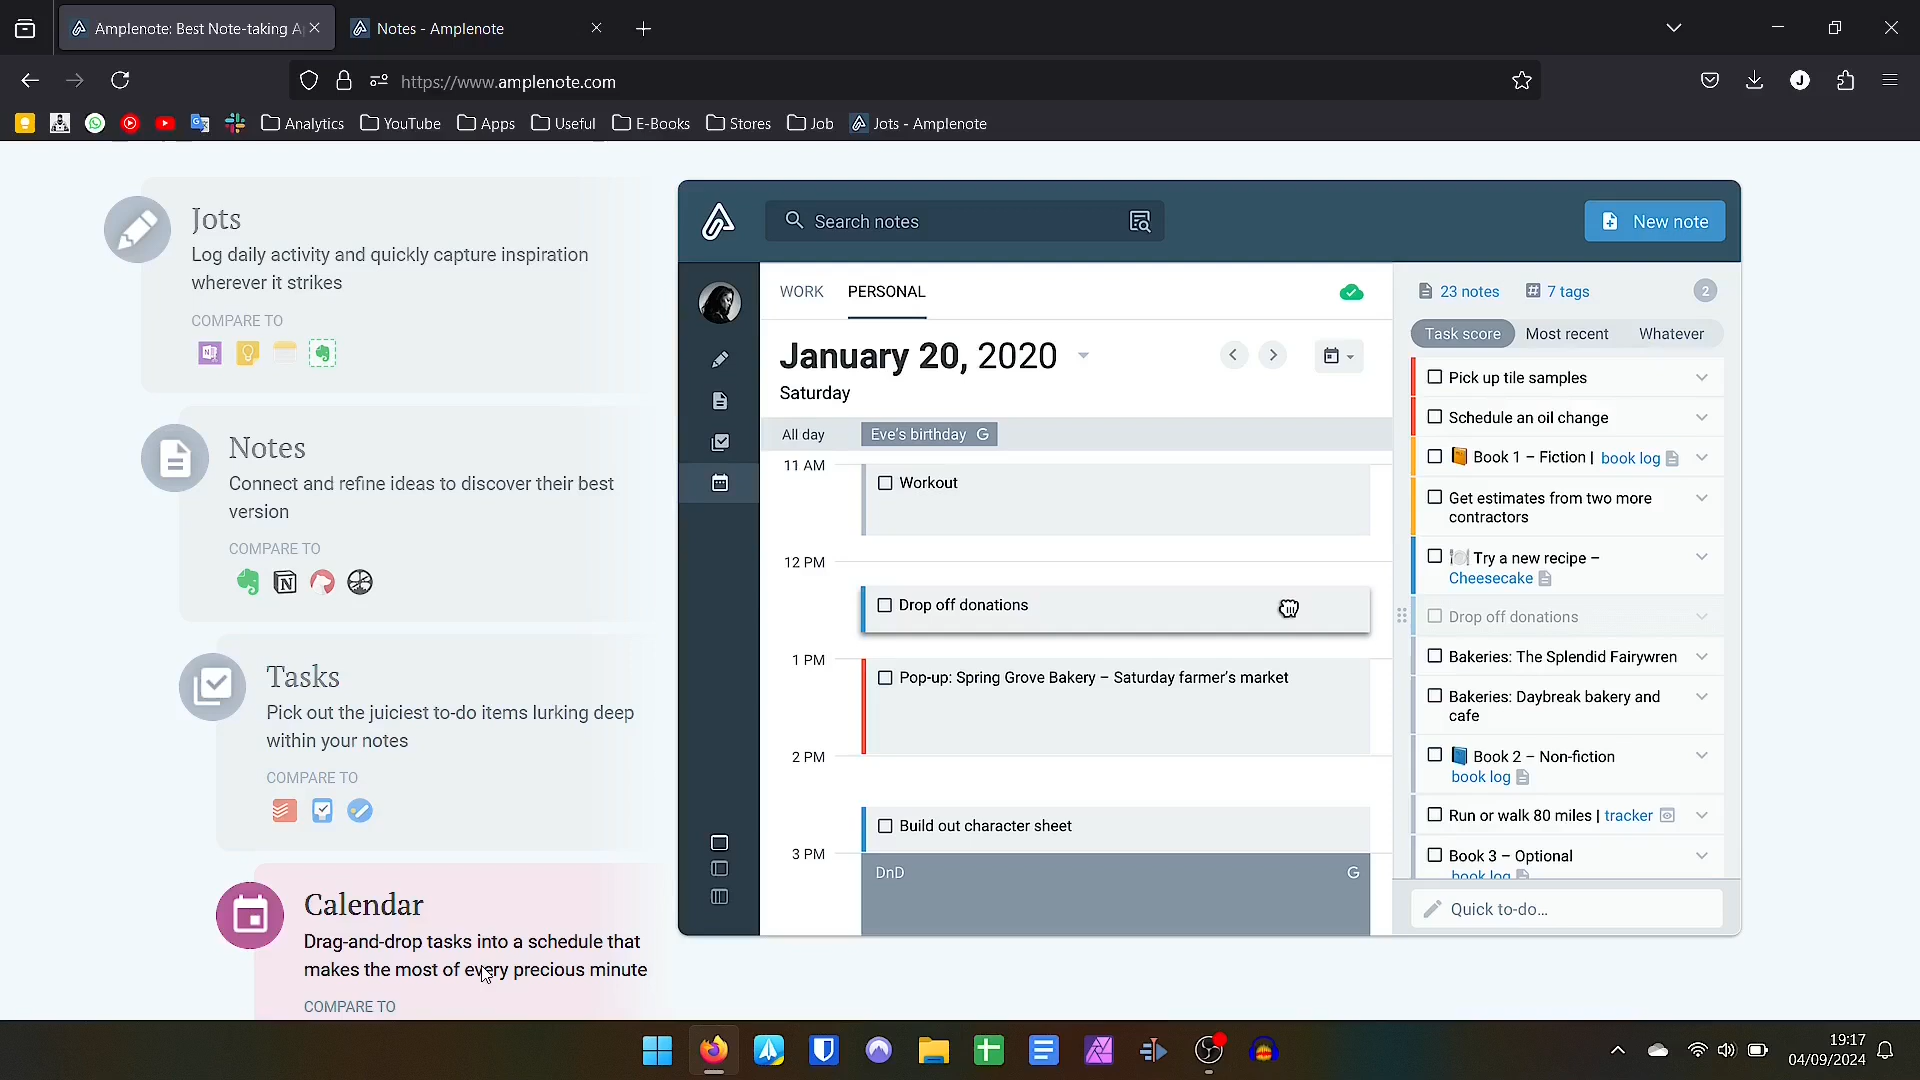 Amplenote: Best Note-taking A
Notes - Amplenote
https://www.amplenote.com
Analytics
YouTube
Apps
Useful
E-Books
Stores
Job
Jots - Amplenote
Jots
Log daily activity and quickly capture inspiration
wherever it strikes
COMPARE TO
Notes
Connect and refine ideas to discover their best
version
COMPARE TO
Tasks
Pick out the juiciest to-do items lurking deep
within your notes
COMPARE TO
Calendar
Drag-and-drop tasks into a schedule that
makes the most of every precious minute
COMPARE TO
Search notes
New note
WORK
PERSONAL
January 20, 2020
Saturday
All day
Eve's birthday G
11 AM
Workout
12 PM
Drop off donations
1 PM
Pop-up: Spring Grove Bakery – Saturday farmer's market
2 PM
Build out character sheet
3 PM
DnD
G
23 notes
7 tags
2
Task score
Most recent
Whatever
Pick up tile samples
Schedule an oil change
Book 1 – Fiction | book log
Get estimates from two more
contractors
Try a new recipe –
Cheesecake
Drop off donations
Bakeries: The Splendid Fairywren
Bakeries: Daybreak bakery and
cafe
Book 2 – Non-fiction
book log
Run or walk 80 miles | tracker
Book 3 – Optional
book log
Quick to-do...
19:17
04/09/2024